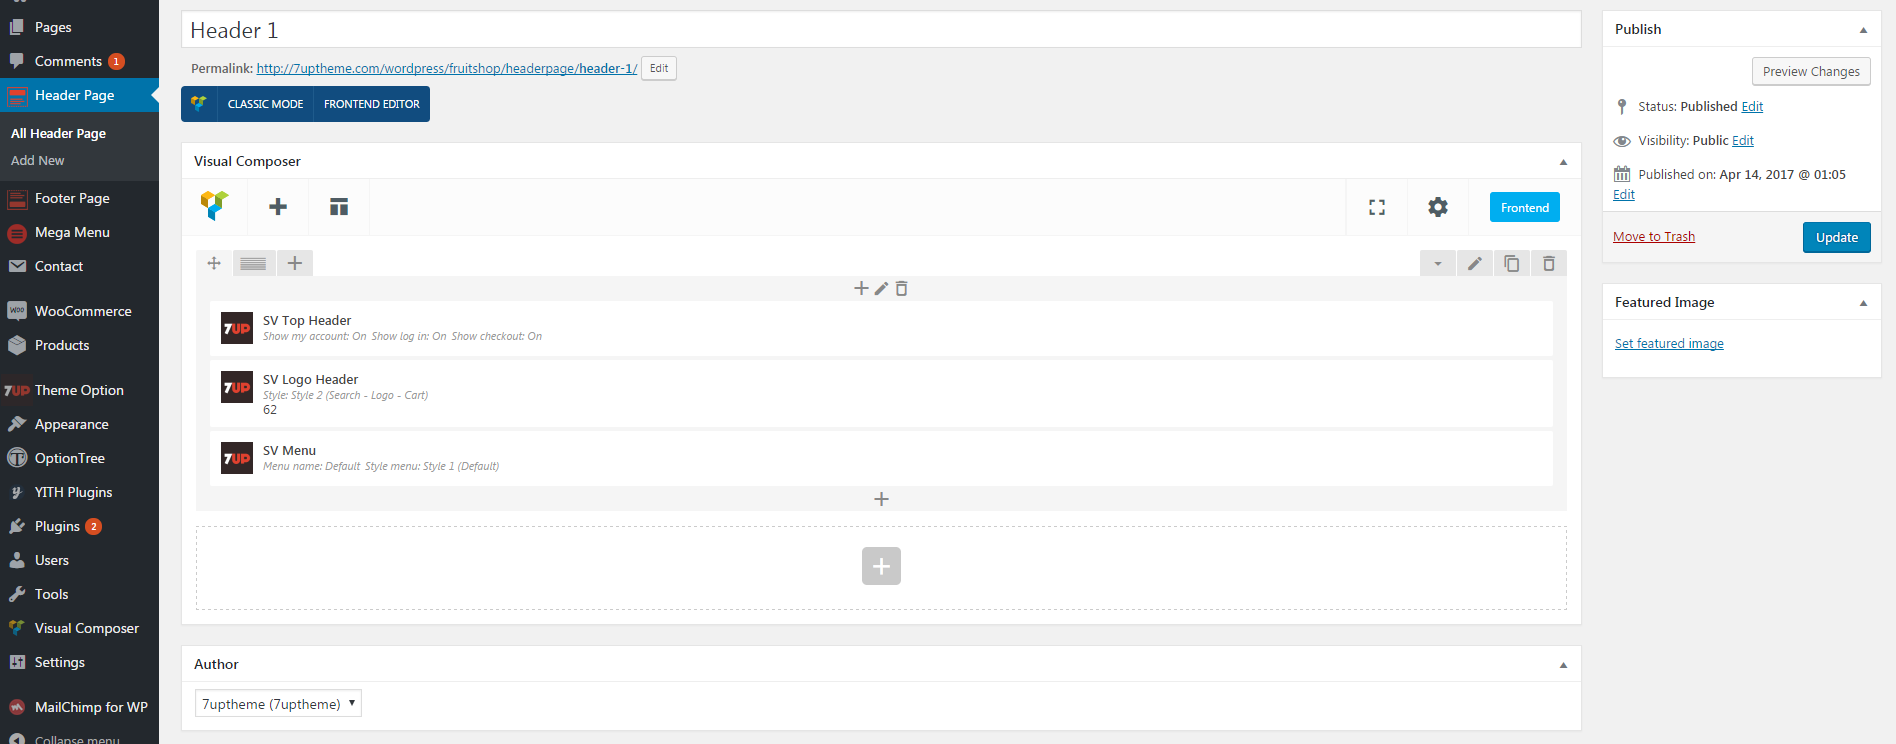 Pages
Comments 1
Header Page
All Header Page
Add New
Footer Page
Mega Menu
Contact
WOO WooCommerce
Products
7UP Theme Option
Appearance
OptionTree
YITH Plugins
Plugins 2
Users
Tools
Visual Composer
Settings
MailChimp for WP
Collapse menu
Header 1
Permalink: http://7uptheme.com/wordpress/fruitshop/headerpage/header-1/ Edit
CLASSIC MODE FRONTEND EDITOR
Visual Composer
Frontend
7UP SV Top Header
Show my account: On Show log in: On Show checkout: On
7UP SV Logo Header
Style: Style 2 (Search - Logo - Cart)
62
7UP SV Menu
Menu name: Default Style menu: Style 1 (Default)
Author
7uptheme (7uptheme)
Publish
Preview Changes
Status: Published Edit
Visibility: Public Edit
Published on: Apr 14, 2017 @ 01:05
Edit
Move to Trash Update
Featured Image
Set featured image